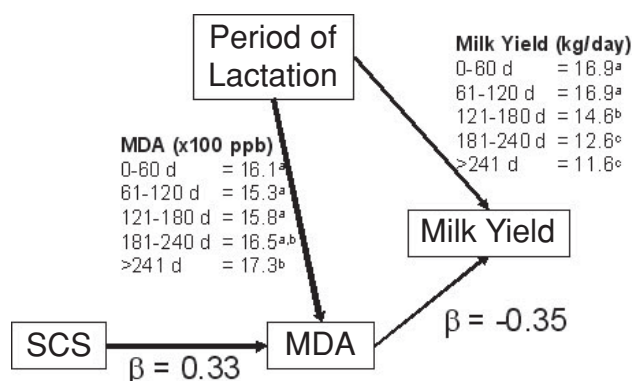 Period of
Lactation
Milk Yield (kg/day)
0-60 d = 16.9ᵃ
61-120 d = 16.9ᵃ
121-180 d = 14.6ᵇ
181-240 d = 12.6ᶜ
>241 d = 11.6ᶜ
MDA (x100 ppb)
0-60 d = 16.1ᵃ
61-120 d = 15.3ᵃ
121-180 d = 15.8ᵃ
181-240 d = 16.5ᵃ,ᵇ
>241 d = 17.3ᵇ
Milk Yield
β = -0.35
SCS
MDA
β = 0.33